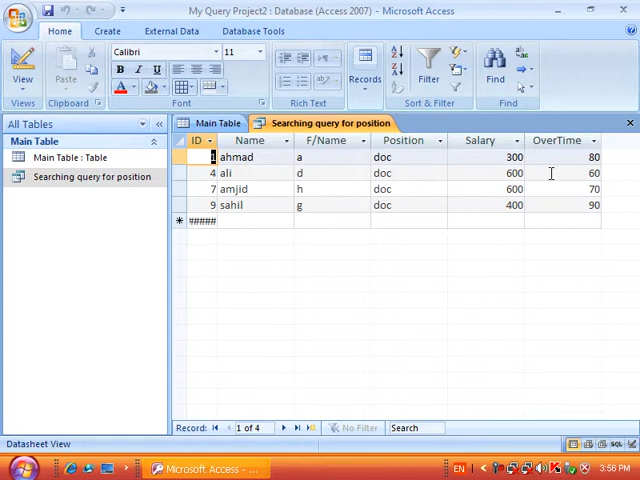 My Query Project2 : Database (Access 2007) - Microsoft Access
Home Create External Data Database Tools
View
Views
Paste
Clipboard
Calibri 11
B I U A
Font
Rich Text
Records
Filter
Sort & Filter
Find
Find
All Tables
Main Table
Main Table : Table
Searching query for position
Main Table Searching query for position
ID Name F/Name Position Salary OverTime
1 ahmad a doc 300 80
4 ali d doc 600 60
7 amjid h doc 600 70
9 sahil g doc 400 90
* #####
Record: 1 of 4 No Filter Search
Datasheet View
SQL
Microsoft Access - ...
EN
3:56 PM